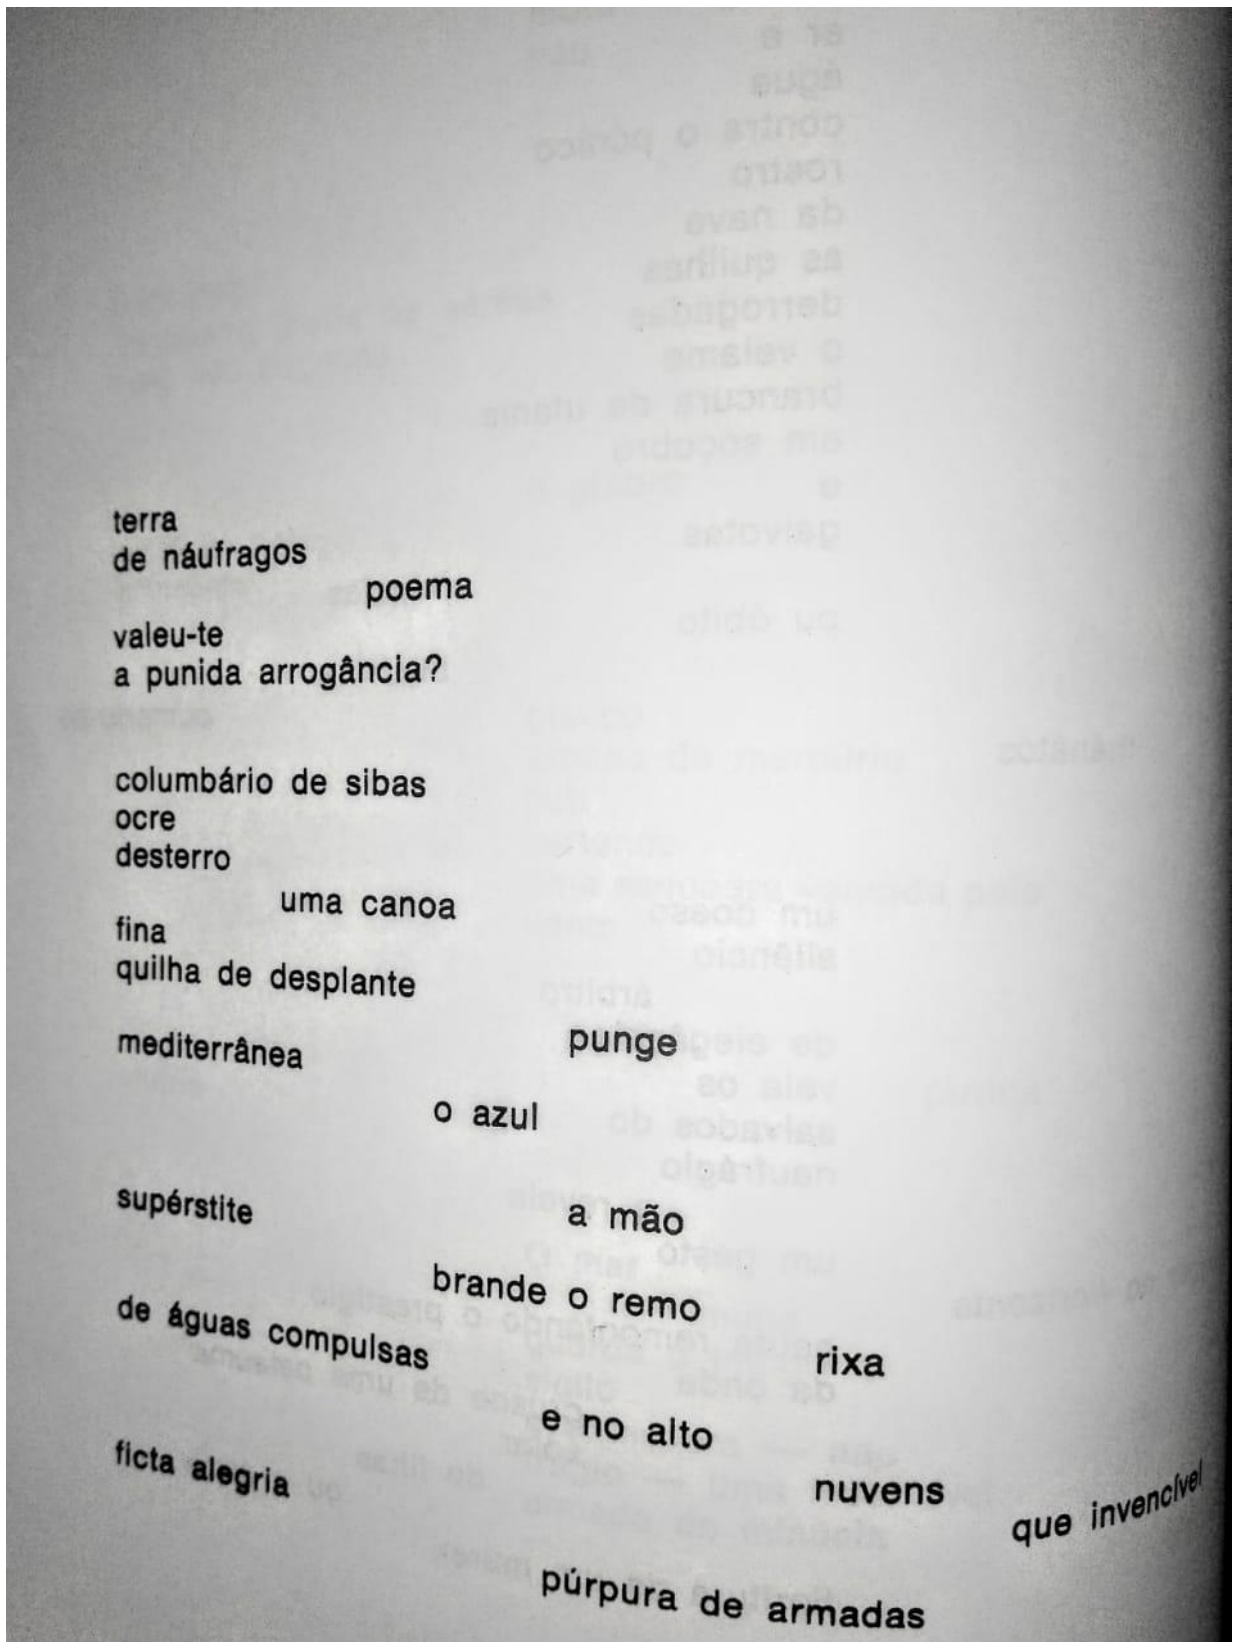 terra
de náufragos
poema
valeu-te
a punida arrogância?
columbário de sibas
ocre
desterro
uma canoa
fina
quilha de desplante
punge
mediterrânea
o azul
supérstite
a mão
brande o remo
de águas compulsas
rixa
e no alto
ficta alegria
nuvens
que invencível
púrpura de armadas